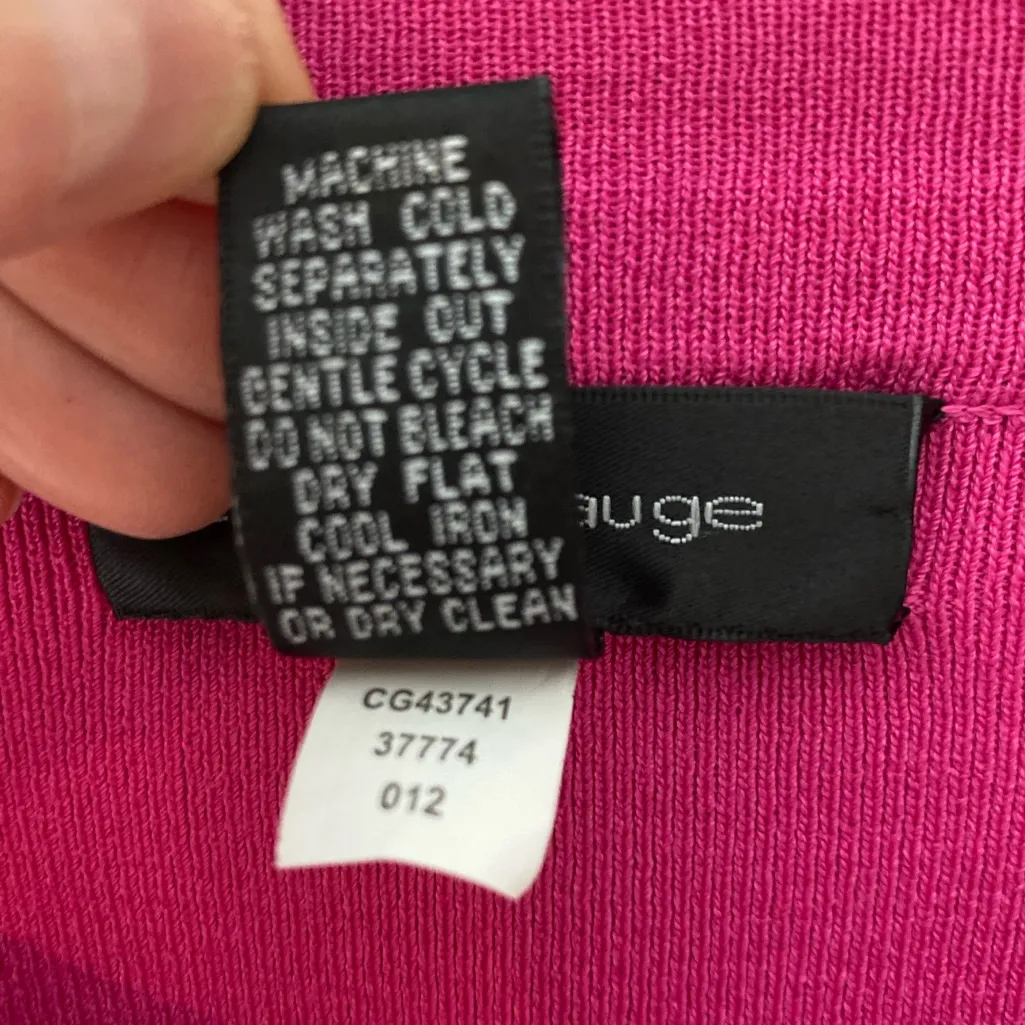 MACHINE
WASH COLD
SEPARATELY
INSIDE OUT
GENTLE CYCLE
DO NOT BLEACH
DRY FLAT
COOL IRON
IF NECESSARY
OR DRY CLEAN
auge
CG43741
37774
012